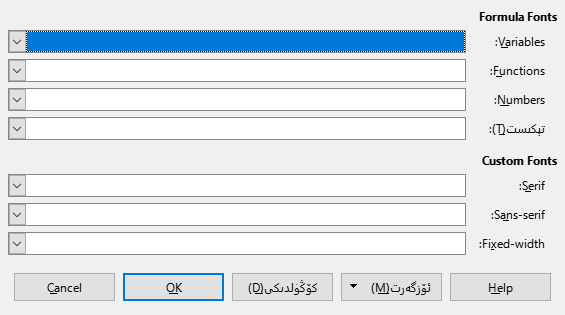 Formula Fonts
Variables:
Functions:
Numbers:
تېكىست(T):
Custom Fonts
Serif:
Sans-serif:
Fixed-width:
Help
ئۆزگەرت(M)
كۆڭۈلدىكى(D)
OK
Cancel